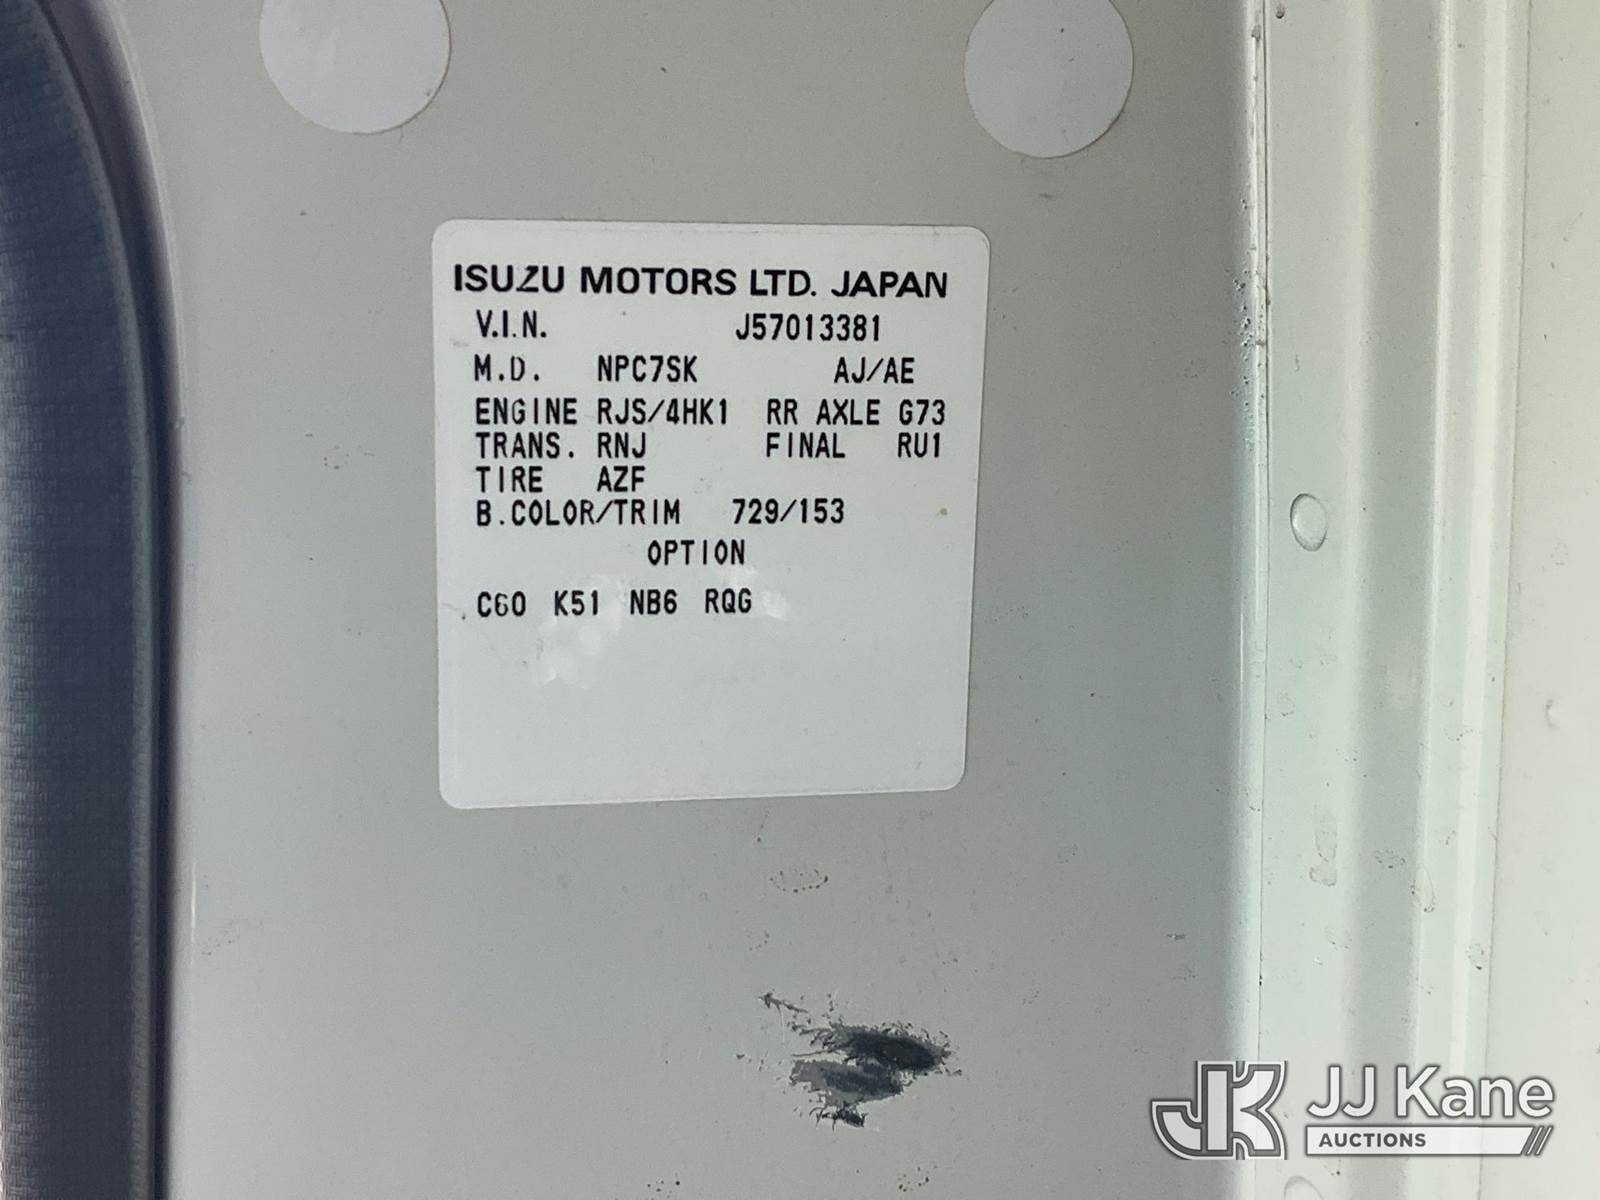 ISUZU MOTORS LTD. JAPAN
V.I.N. J57013381
M.D. NPC7SK AJ/AE
ENGINE RJS/4HK1 RR AXLE G73
TRANS. RNJ FINAL RU1
TIRE AZF
B.COLOR/TRIM 729/153
OPTION
C60 K51 NB6 RQG
JK JJ Kane
AUCTIONS